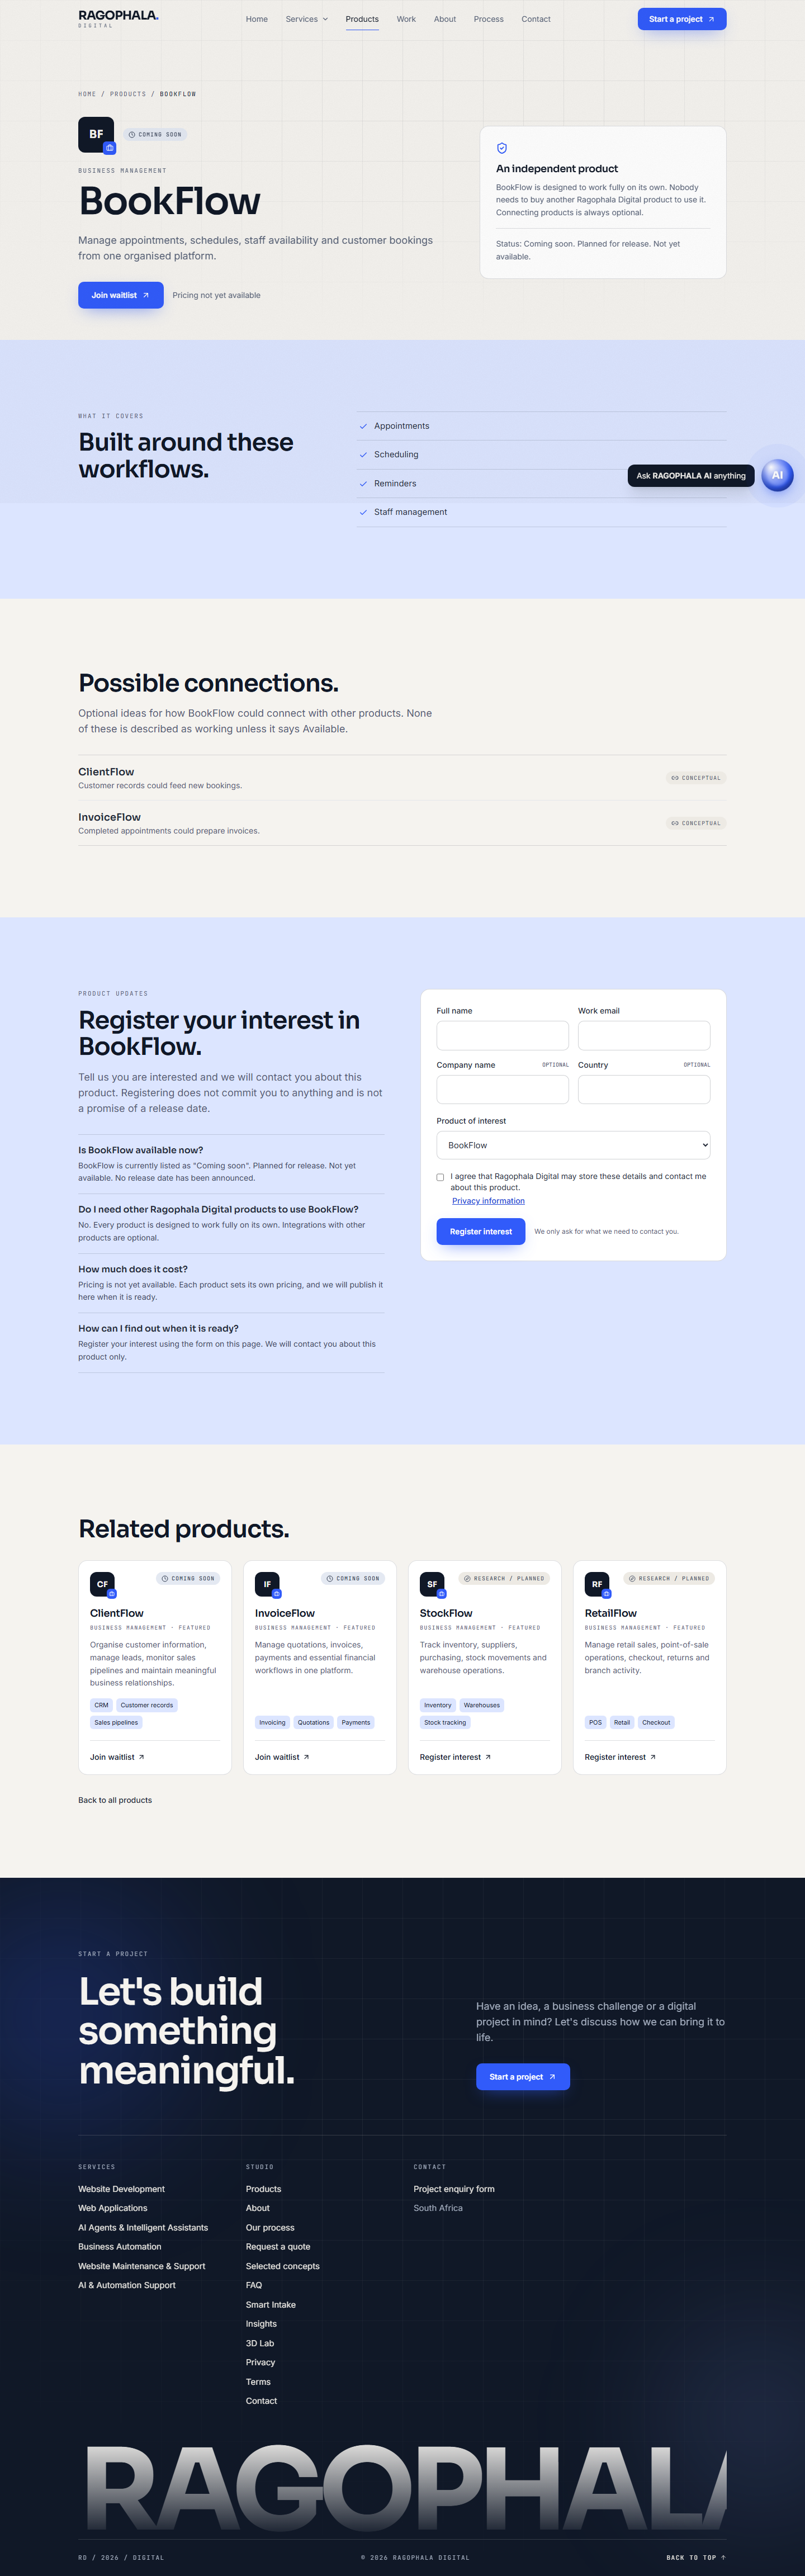 RAGOPHALA.
DIGITAL
Home
Services
Products
Work
About
Process
Contact
Start a project
HOME / PRODUCTS / BOOKFLOW
BF
COMING SOON
BUSINESS MANAGEMENT
BookFlow
Manage appointments, schedules, staff availability and customer bookings
from one organised platform.
Join waitlist
Pricing not yet available
An independent product
BookFlow is designed to work fully on its own. Nobody
needs to buy another Ragophala Digital product to use it.
Connecting products is always optional.
Status: Coming soon. Planned for release. Not yet
available.
WHAT IT COVERS
Built around these
workflows.
Appointments
Scheduling
Reminders
Staff management
Ask RAGOPHALA AI anything
AI
Possible connections.
Optional ideas for how BookFlow could connect with other products. None
of these is described as working unless it says Available.
ClientFlow
Customer records could feed new bookings.
CONCEPTUAL
InvoiceFlow
Completed appointments could prepare invoices.
CONCEPTUAL
PRODUCT UPDATES
Register your interest in
BookFlow.
Tell us you are interested and we will contact you about this
product. Registering does not commit you to anything and is not
a promise of a release date.
Is BookFlow available now?
BookFlow is currently listed as "Coming soon". Planned for release. Not yet
available. No release date has been announced.
Do I need other Ragophala Digital products to use BookFlow?
No. Every product is designed to work fully on its own. Integrations with other
products are optional.
How much does it cost?
Pricing is not yet available. Each product sets its own pricing, and we will publish it
here when it is ready.
How can I find out when it is ready?
Register your interest using the form on this page. We will contact you about this
product only.
Full name
Work email
Company name
OPTIONAL
Country
OPTIONAL
Product of interest
BookFlow
I agree that Ragophala Digital may store these details and contact me
about this product.
Privacy information
Register interest
We only ask for what we need to contact you.
Related products.
CF
COMING SOON
ClientFlow
BUSINESS MANAGEMENT · FEATURED
Organise customer information,
manage leads, monitor sales
pipelines and maintain meaningful
business relationships.
CRM
Customer records
Sales pipelines
Join waitlist
IF
COMING SOON
InvoiceFlow
BUSINESS MANAGEMENT · FEATURED
Manage quotations, invoices,
payments and essential financial
workflows in one platform.
Invoicing
Quotations
Payments
Join waitlist
SF
RESEARCH / PLANNED
StockFlow
BUSINESS MANAGEMENT · FEATURED
Track inventory, suppliers,
purchasing, stock movements and
warehouse operations.
Inventory
Warehouses
Stock tracking
Register interest
RF
RESEARCH / PLANNED
RetailFlow
BUSINESS MANAGEMENT · FEATURED
Manage retail sales, point-of-sale
operations, checkout, returns and
branch activity.
POS
Retail
Checkout
Register interest
Back to all products
START A PROJECT
Let's build
something
meaningful.
Have an idea, a business challenge or a digital
project in mind? Let's discuss how we can bring it to
life.
Start a project
SERVICES
Website Development
Web Applications
AI Agents & Intelligent Assistants
Business Automation
Website Maintenance & Support
AI & Automation Support
STUDIO
Products
About
Our process
Request a quote
Selected concepts
FAQ
Smart Intake
Insights
3D Lab
Privacy
Terms
Contact
CONTACT
Project enquiry form
South Africa
RAGOPHALA
RD / 2026 / DIGITAL
© 2026 RAGOPHALA DIGITAL
BACK TO TOP ↑